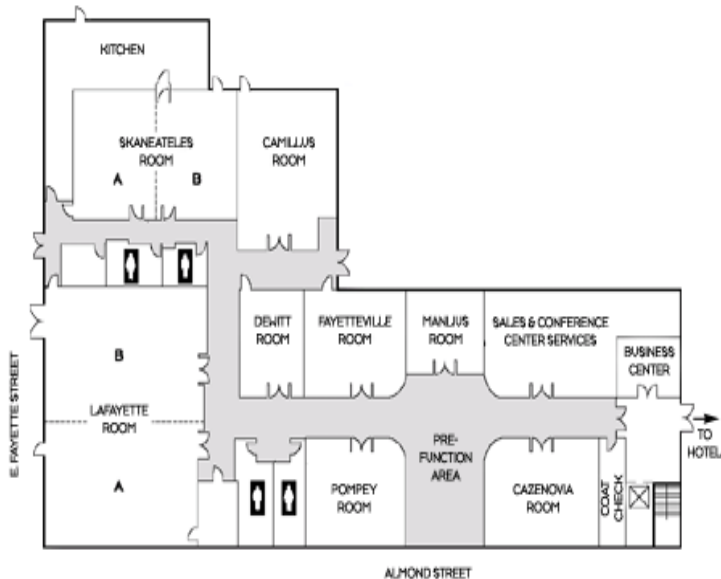 KITCHEN
SKANEATELES
ROOM
A
B
CAMILLUS
ROOM
DEWITT
ROOM
FAYETTEVILLE
ROOM
MANLIUS
ROOM
SALES & CONFERENCE
CENTER SERVICES
BUSINESS
CENTER
B
LAFAYETTE
ROOM
A
E. FAYETTE STREET
PRE-
FUNCTION
AREA
TO
HOTEL
POMPEY
ROOM
CAZENOVIA
ROOM
COAT
CHECK
ALMOND STREET